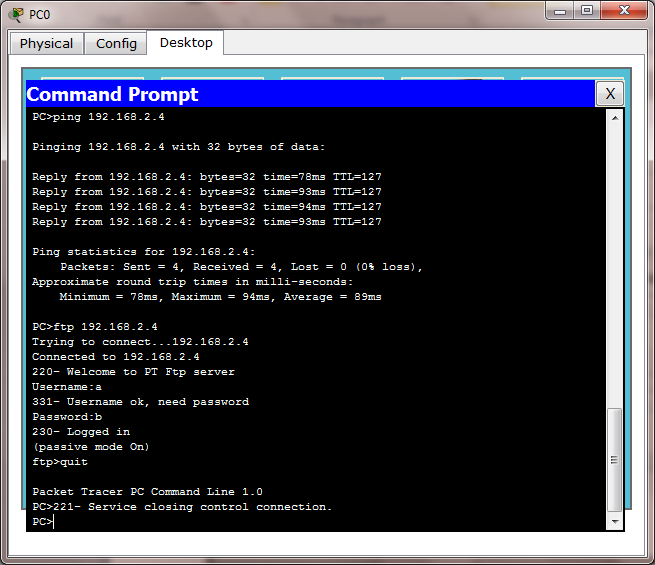 PC0
Physical Config Desktop
Command Prompt
X
PC>ping 192.168.2.4
Pinging 192.168.2.4 with 32 bytes of data:
Reply from 192.168.2.4: bytes=32 time=78ms TTL=127
Reply from 192.168.2.4: bytes=32 time=93ms TTL=127
Reply from 192.168.2.4: bytes=32 time=94ms TTL=127
Reply from 192.168.2.4: bytes=32 time=93ms TTL=127
Ping statistics for 192.168.2.4:
Packets: Sent = 4, Received = 4, Lost = 0 (0% loss),
Approximate round trip times in milli-seconds:
Minimum = 78ms, Maximum = 94ms, Average = 89ms
PC>ftp 192.168.2.4
Trying to connect...192.168.2.4
Connected to 192.168.2.4
220- Welcome to PT Ftp server
Username:a
331- Username ok, need password
Password:b
230- Logged in
(passive mode On)
ftp>quit
Packet Tracer PC Command Line 1.0
PC>221- Service closing control connection.
PC>